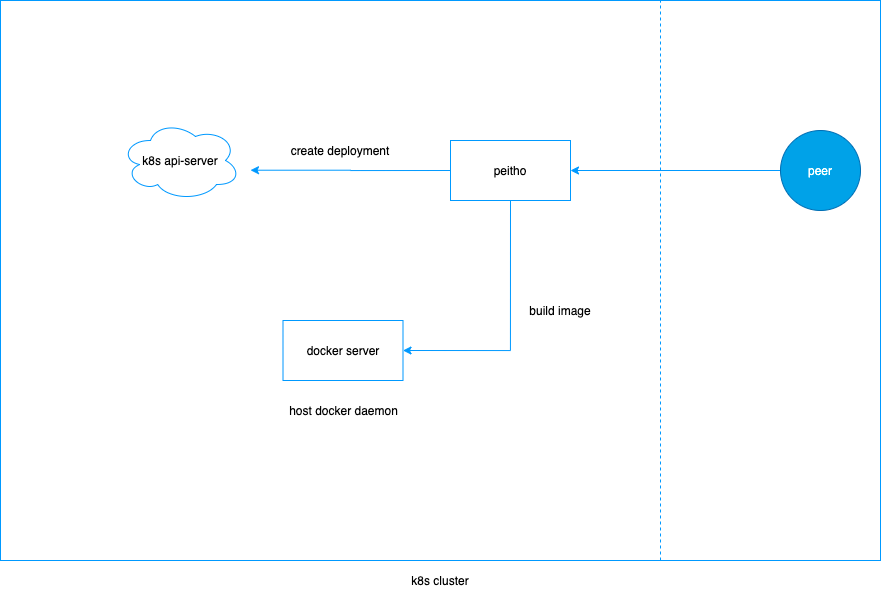 create deployment
k8s api-server
peitho
peer
build image
docker server
host docker daemon
k8s cluster